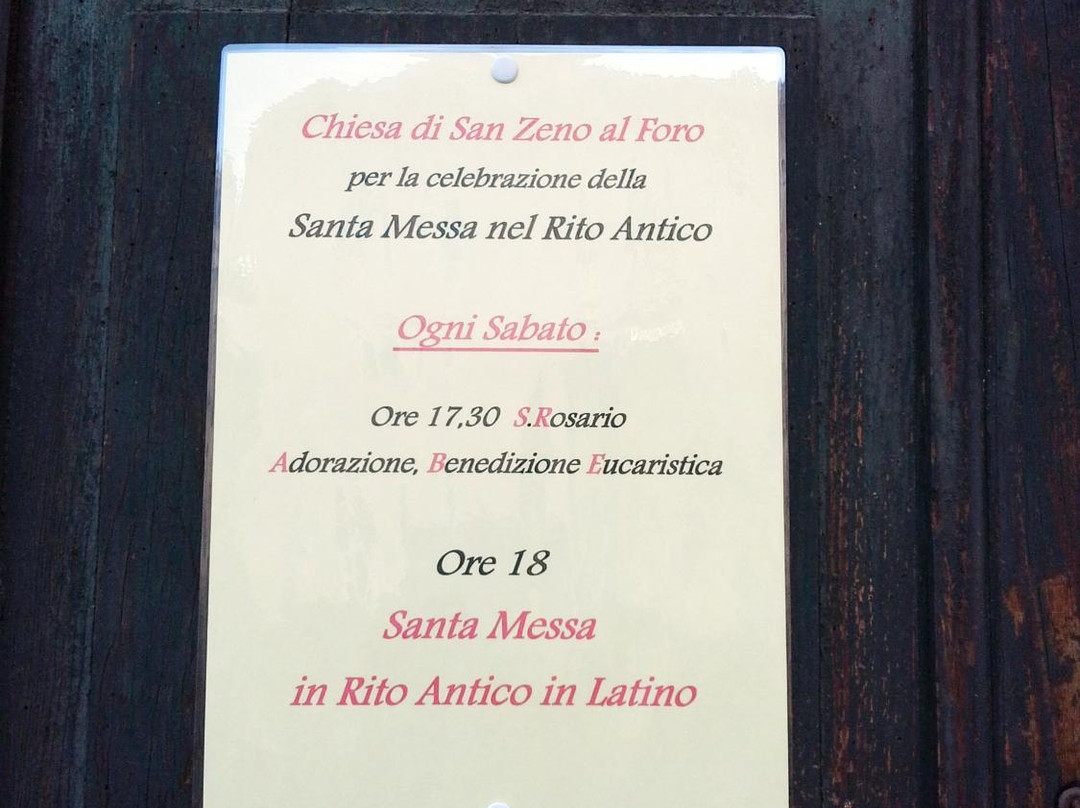 Chiesa di San Zeno al Foro
per la celebrazione della
Santa Messa nel Rito Antico
Ogni Sabato :
Ore 17,30 S.Rosario
Adorazione, Benedizione Eucaristica
Ore 18
Santa Messa
in Rito Antico in Latino